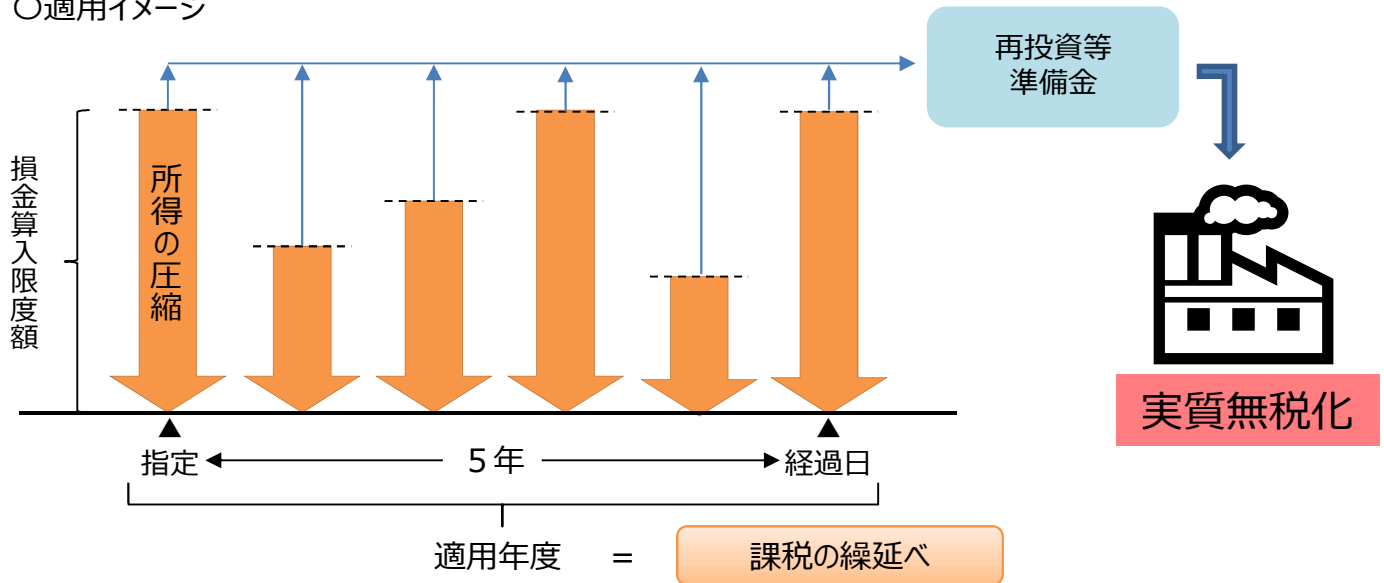 〇適用イメージ
再投資等
準備金
損金算入限度額
所得の圧縮
実質無税化
指定
５年
経過日
適用年度 = 課税の繰延べ